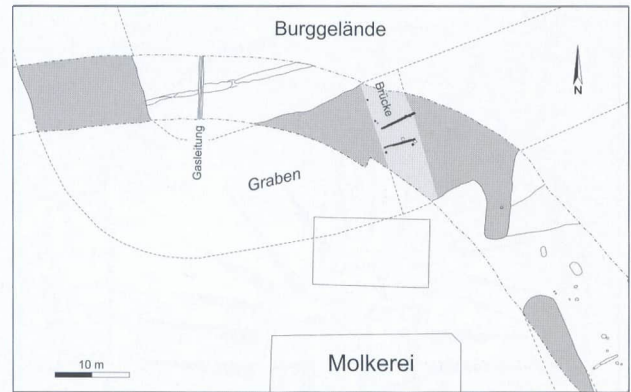 Burggelände
N
Brücke
Gasleitung
Graben
10 m
Molkerei